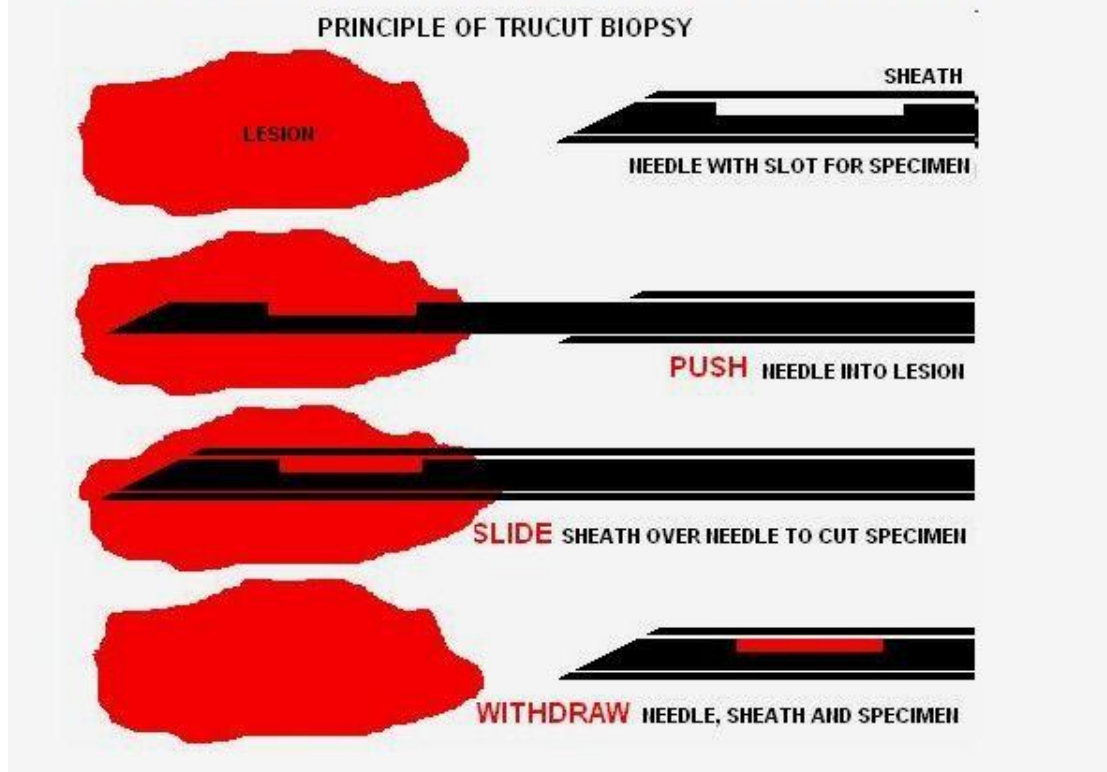 PRINCIPLE OF TRUCUT BIOPSY
SHEATH
LESION
NEEDLE WITH SLOT FOR SPECIMEN
PUSH NEEDLE INTO LESION
SLIDE SHEATH OVER NEEDLE TO CUT SPECIMEN
WITHDRAW NEEDLE, SHEATH AND SPECIMEN